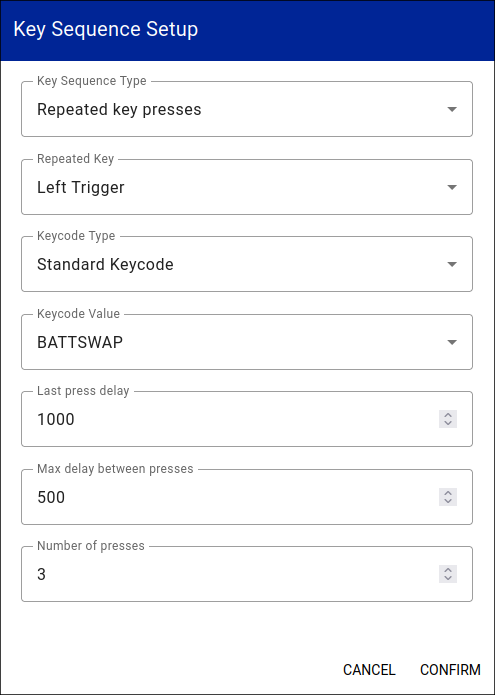 Key Sequence Setup
Key Sequence Type
Repeated key presses
Repeated Key
Left Trigger
Keycode Type
Standard Keycode
Keycode Value
BATTSWAP
Last press delay
1000
Max delay between presses
500
Number of presses
3
CANCEL CONFIRM